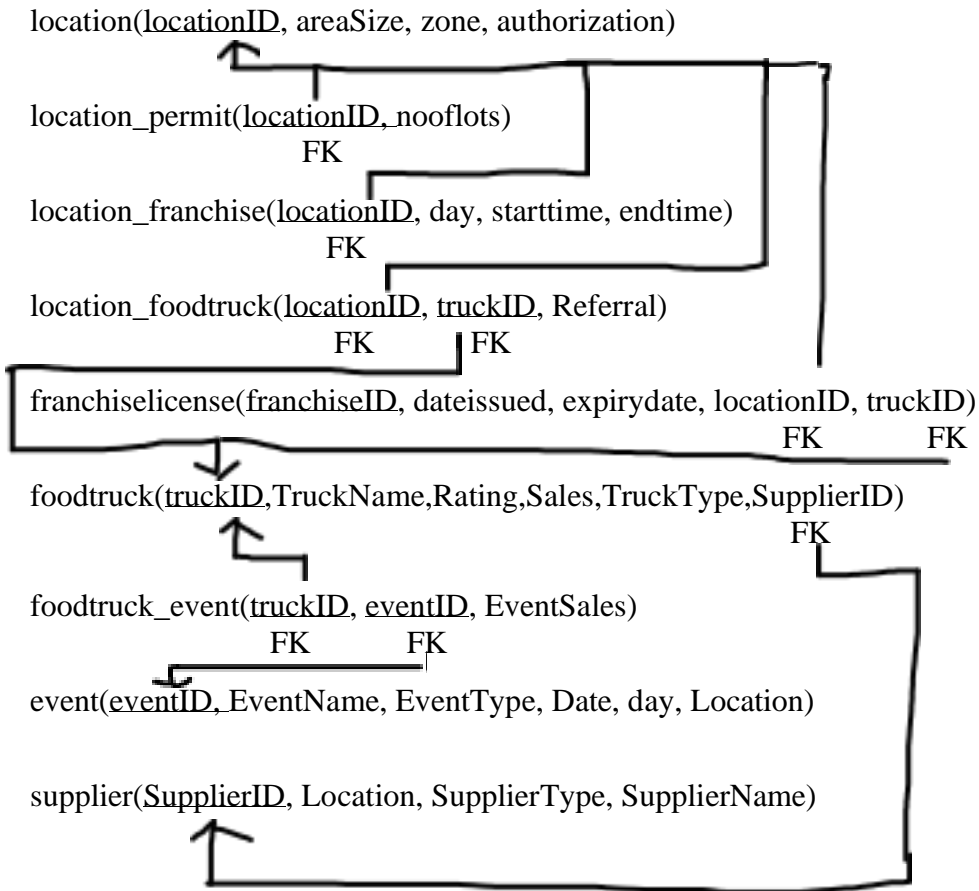 location(locationID, areaSize, zone, authorization)
location_permit(locationID, nooflots)
FK
location_franchise(locationID, day, starttime, endtime)
FK
location_foodtruck(locationID, truckID, Referral)
FK FK
franchiselicense(franchiseID, dateissued, expirydate, locationID, truckID)
FK FK
foodtruck(truckID,TruckName,Rating,Sales,TruckType,SupplierID)
FK
foodtruck_event(truckID, eventID, EventSales)
FK FK
event(eventID, EventName, EventType, Date, day, Location)
supplier(SupplierID, Location, SupplierType, SupplierName)